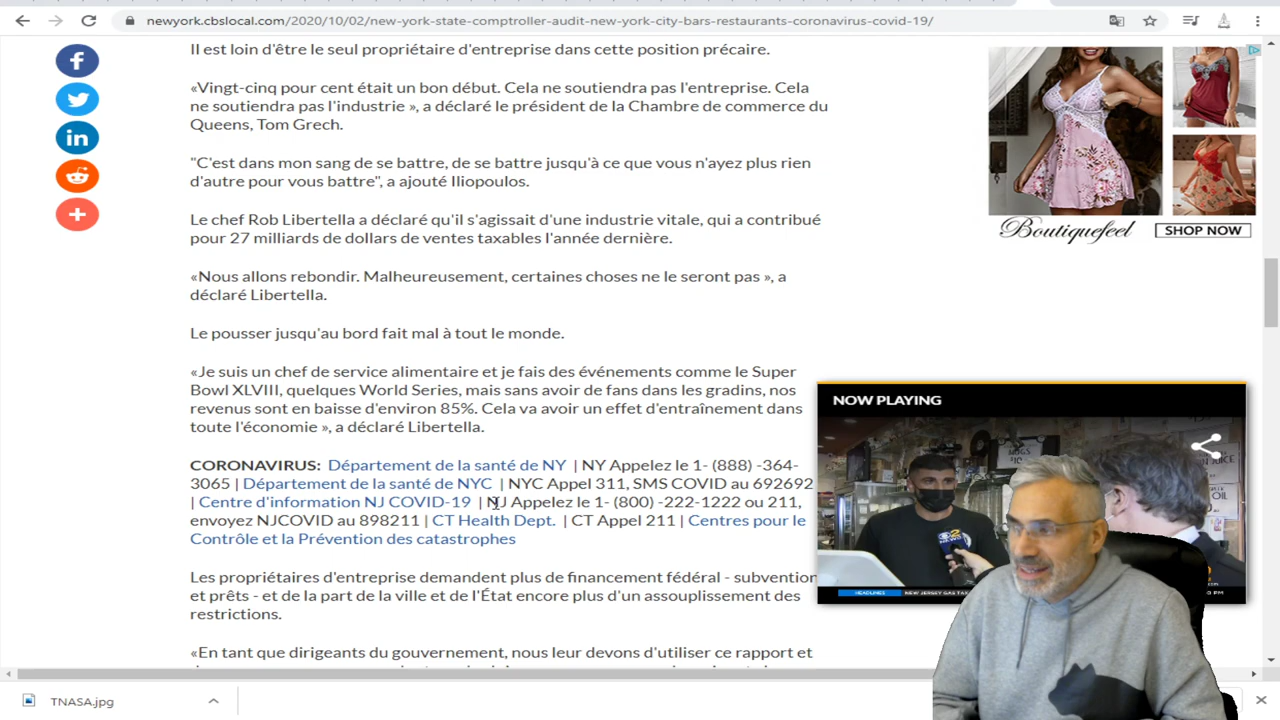 newyork.cbslocal.com/2020/10/02/new-york-state-comptroller-audit-new-york-city-bars-restaurants-coronavirus-covid-19/
Il est loin d'être le seul propriétaire d'entreprise dans cette position précaire.
«Vingt-cinq pour cent était un bon début. Cela ne soutiendra pas l'entreprise. Cela
ne soutiendra pas l'industrie », a déclaré le président de la Chambre de commerce du
Queens, Tom Grech.
"C'est dans mon sang de se battre, de se battre jusqu'à ce que vous n'ayez plus rien
d'autre pour vous battre", a ajouté Iliopoulos.
Le chef Rob Libertella a déclaré qu'il s'agissait d'une industrie vitale, qui a contribué
pour 27 milliards de dollars de ventes taxables l'année dernière.
«Nous allons rebondir. Malheureusement, certaines choses ne le seront pas », a
déclaré Libertella.
Le pousser jusqu'au bord fait mal à tout le monde.
«Je suis un chef de service alimentaire et je fais des événements comme le Super
Bowl XLVIII, quelques World Series, mais sans avoir de fans dans les gradins, nos
revenus sont en baisse d'environ 85%. Cela va avoir un effet d'entraînement dans
toute l'économie », a déclaré Libertella.
CORONAVIRUS: Département de la santé de NY | NY Appelez le 1- (888) -364-
3065 | Département de la santé de NYC | NYC Appel 311, SMS COVID au 692692
| Centre d'information NJ COVID-19 | NJ Appelez le 1- (800) -222-1222 ou 211,
envoyez NJCOVID au 898211 | CT Health Dept. | CT Appel 211 | Centres pour le
Contrôle et la Prévention des catastrophes
Les propriétaires d'entreprise demandent plus de financement fédéral - subvention
et prêts - et de la part de la ville et de l'État encore plus d'un assouplissement des
restrictions.
«En tant que dirigeants du gouvernement, nous leur devons d'utiliser ce rapport et
Boutiquefeel
SHOP NOW
NOW PLAYING
HEADLINES NEW JERSEY GAS TAX
TNASA.jpg